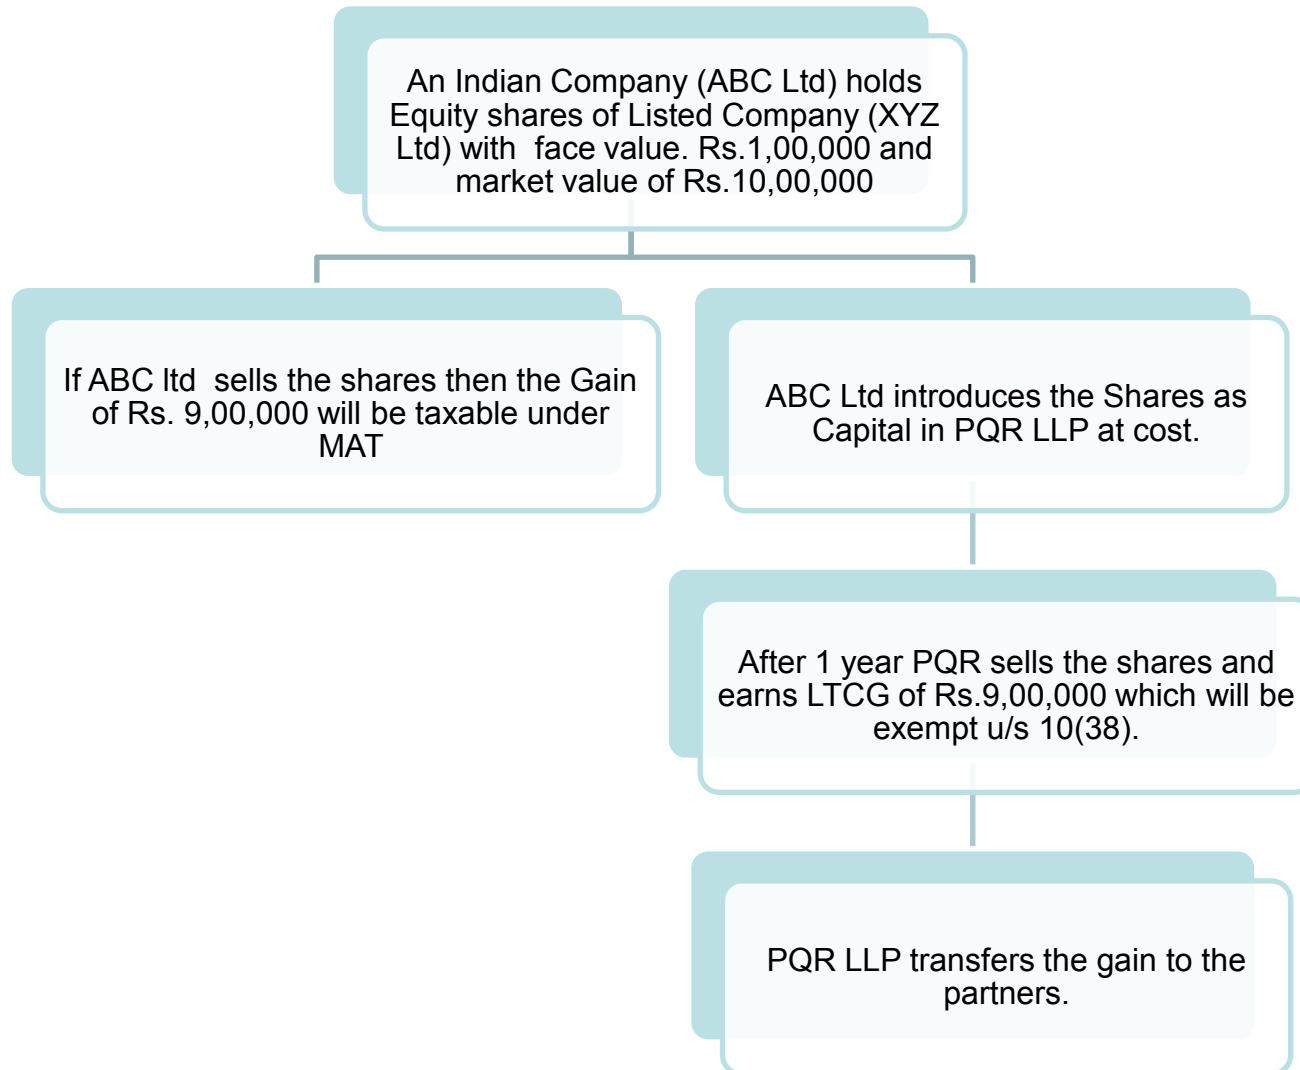 An Indian Company (ABC Ltd) holds
Equity shares of Listed Company (XYZ
Ltd) with face value. Rs.1,00,000 and
market value of Rs.10,00,000
If ABC ltd sells the shares then the Gain
of Rs. 9,00,000 will be taxable under
MAT
ABC Ltd introduces the Shares as
Capital in PQR LLP at cost.
After 1 year PQR sells the shares and
earns LTCG of Rs.9,00,000 which will be
exempt u/s 10(38).
PQR LLP transfers the gain to the
partners.